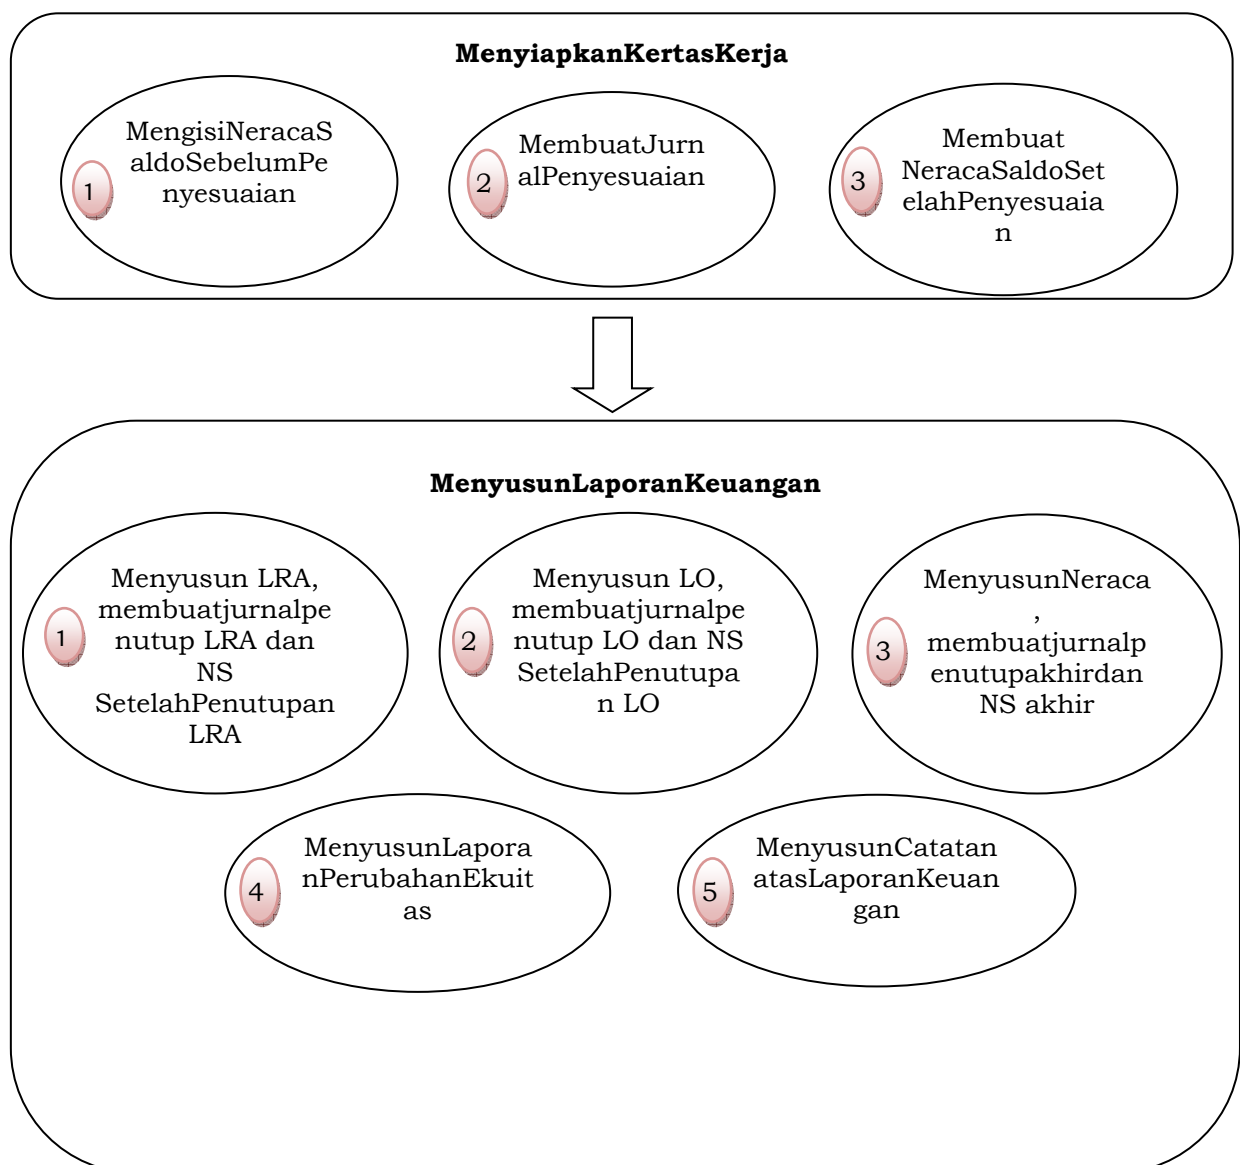 MenyiapkanKertasKerja
MengisiNeracaS
aldoSebelumPe
nyesuaian
1
MembuatJurn
alPenyesuaian
2
Membuat
NeracaSaldoSet
elahPenyesuaia
n
3
MenyusunLaporanKeuangan
Menyusun LRA,
membuatjurnalpe
nutup LRA dan
NS
SetelahPenutupan
LRA
1
Menyusun LO,
membuatjurnalpe
nutup LO dan NS
SetelahPenutupa
n LO
2
MenyusunNeraca
,
membuatjurnalp
enutupakhirdan
NS akhir
3
MenyusunLapora
nPerubahanEkuit
as
4
MenyusunCatatan
atasLaporanKeuan
gan
5